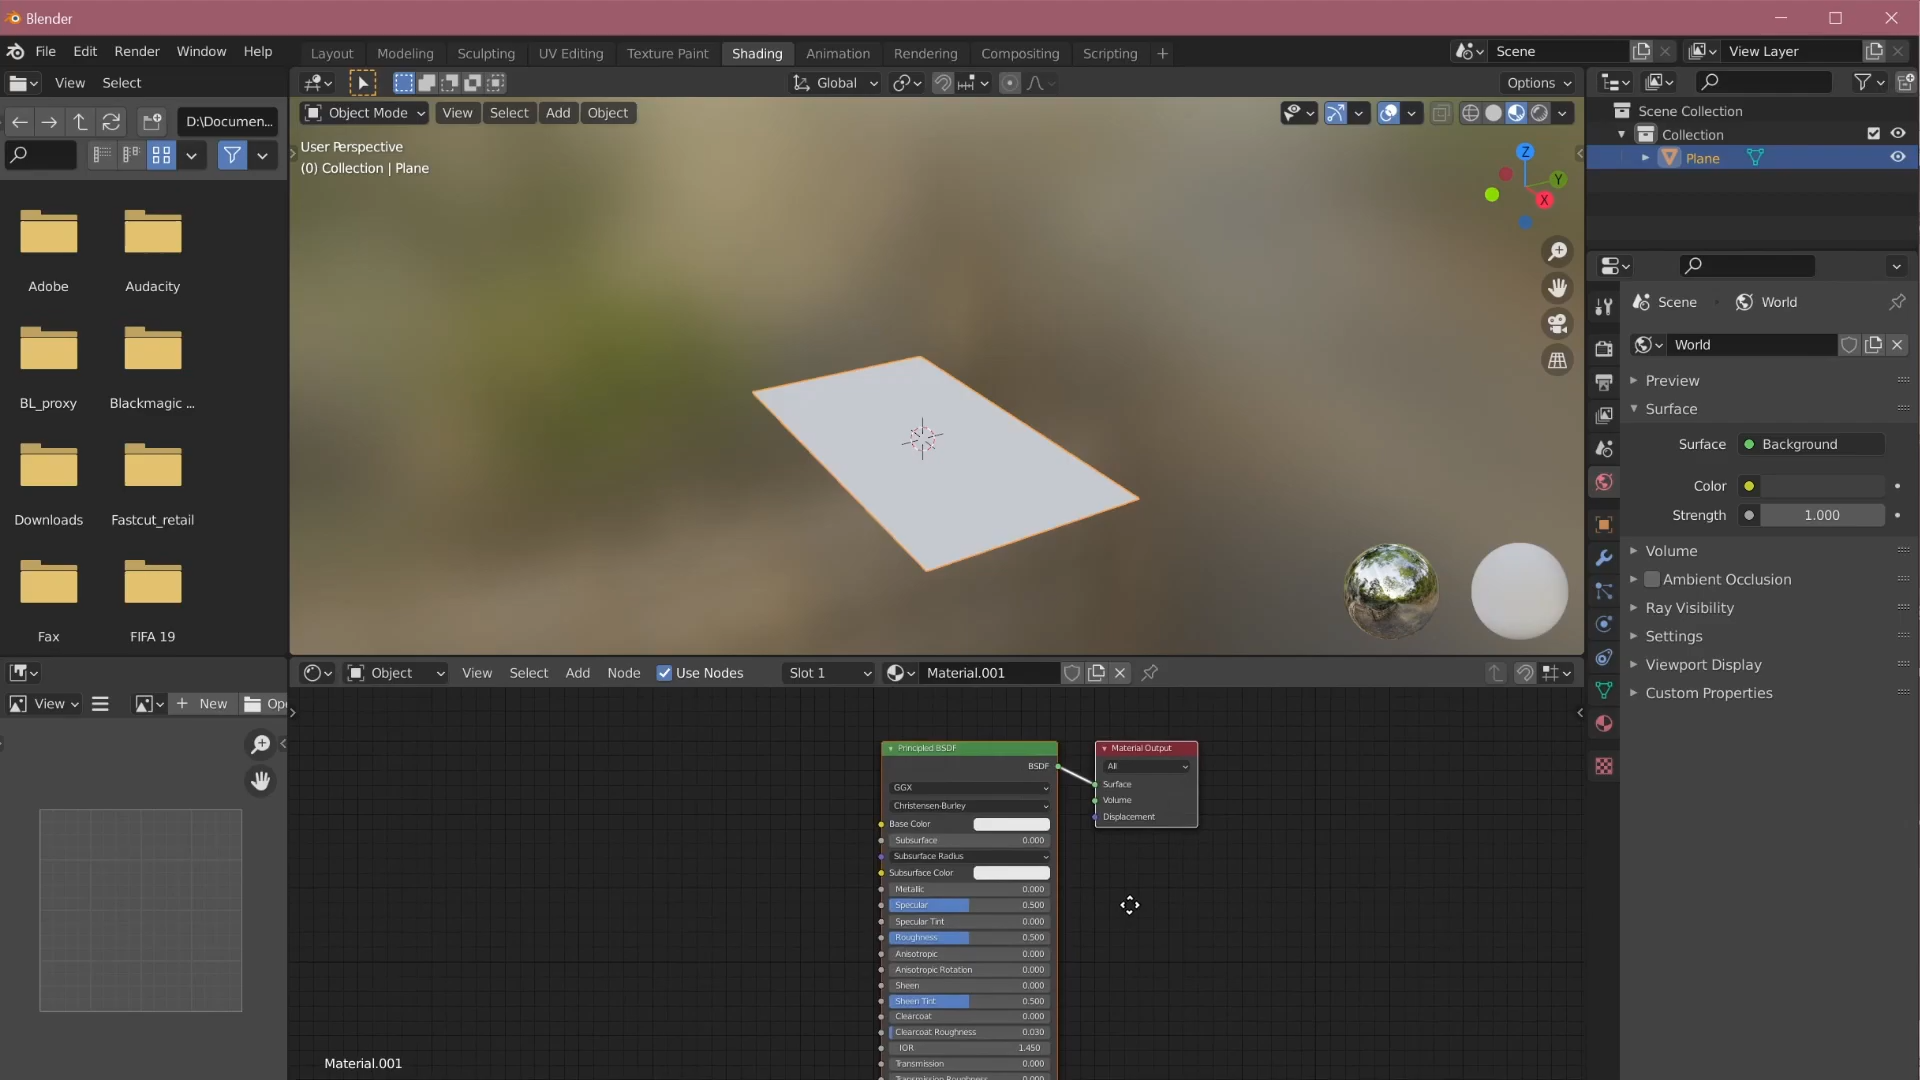 Blender
File Edit Render Window Help Layout Modeling Sculpting UV Editing Texture Paint Shading Animation Rendering Compositing Scripting + Scene View Layer
View Select
Global
Options
D:\Documen...
Object Mode View Select Add Object
User Perspective
(0) Collection | Plane
Z
Y
X
Scene Collection
Collection
Plane
Adobe Audacity
BL_proxy Blackmagic ...
Downloads Fastcut_retail
Fax FIFA 19
Scene World
World
Preview
Surface
Surface Background
Color
Strength 1.000
Volume
Ambient Occlusion
Ray Visibility
Settings
Viewport Display
Custom Properties
Object View Select Add Node Use Nodes Slot 1 Material.001
View + New Op
Principled BSDF
BSDF
GGX
Christensen-Burley
Base Color
Subsurface 0.000
Subsurface Radius
Subsurface Color
Metallic 0.000
Specular 0.500
Specular Tint 0.000
Roughness 0.500
Anisotropic 0.000
Anisotropic Rotation 0.000
Sheen 0.000
Sheen Tint 0.500
Clearcoat 0.000
Clearcoat Roughness 0.030
IOR 1.450
Transmission 0.000
Transmission Roughness 0.000
Material Output
All
Surface
Volume
Displacement
Material.001